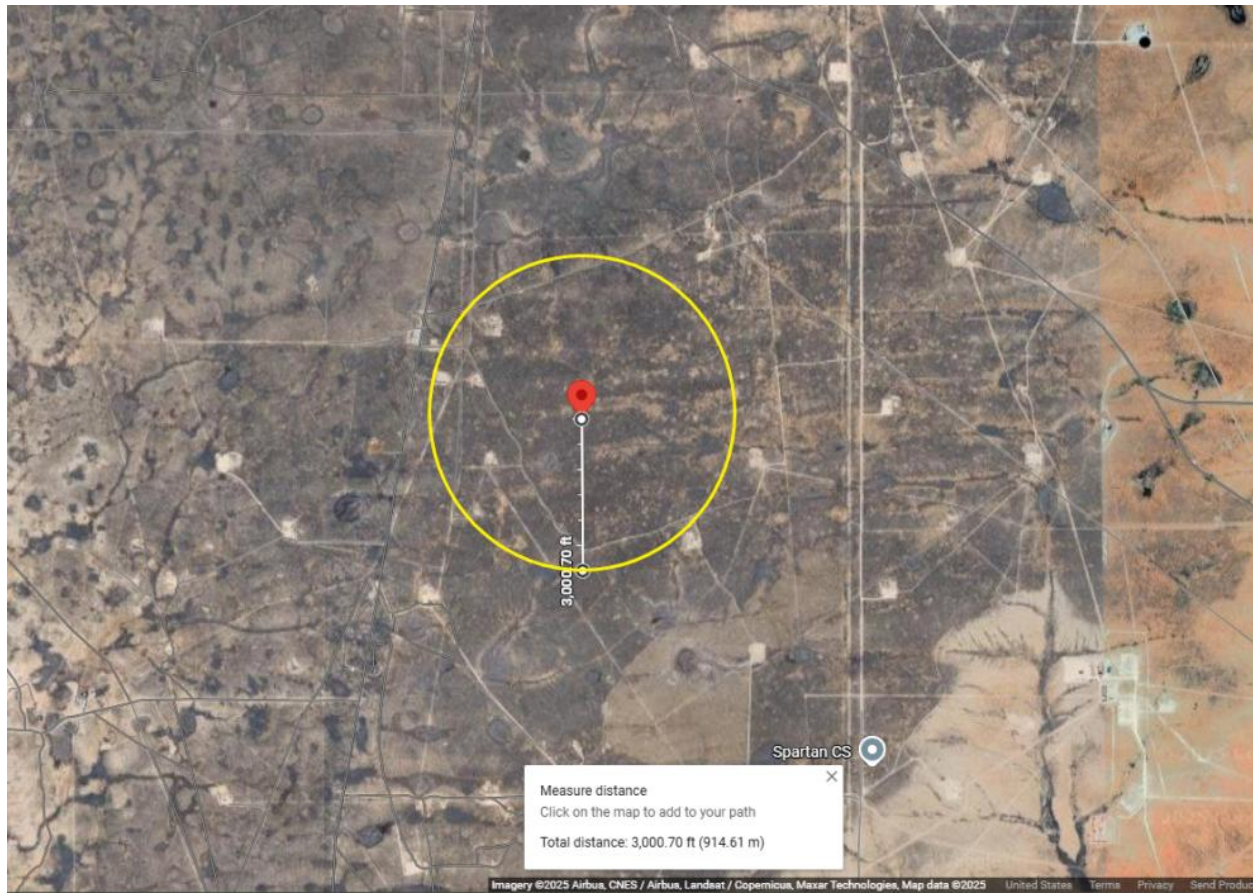 3,000.70 ft
Spartan CS
Measure distance
Click on the map to add to your path
Total distance: 3,000.70 ft (914.61 m)
Imagery ©2025 Airbus, CNES / Airbus, Landsat / Copernicus, Maxar Technologies, Map data ©2025 United States Terms Privacy Send Produ